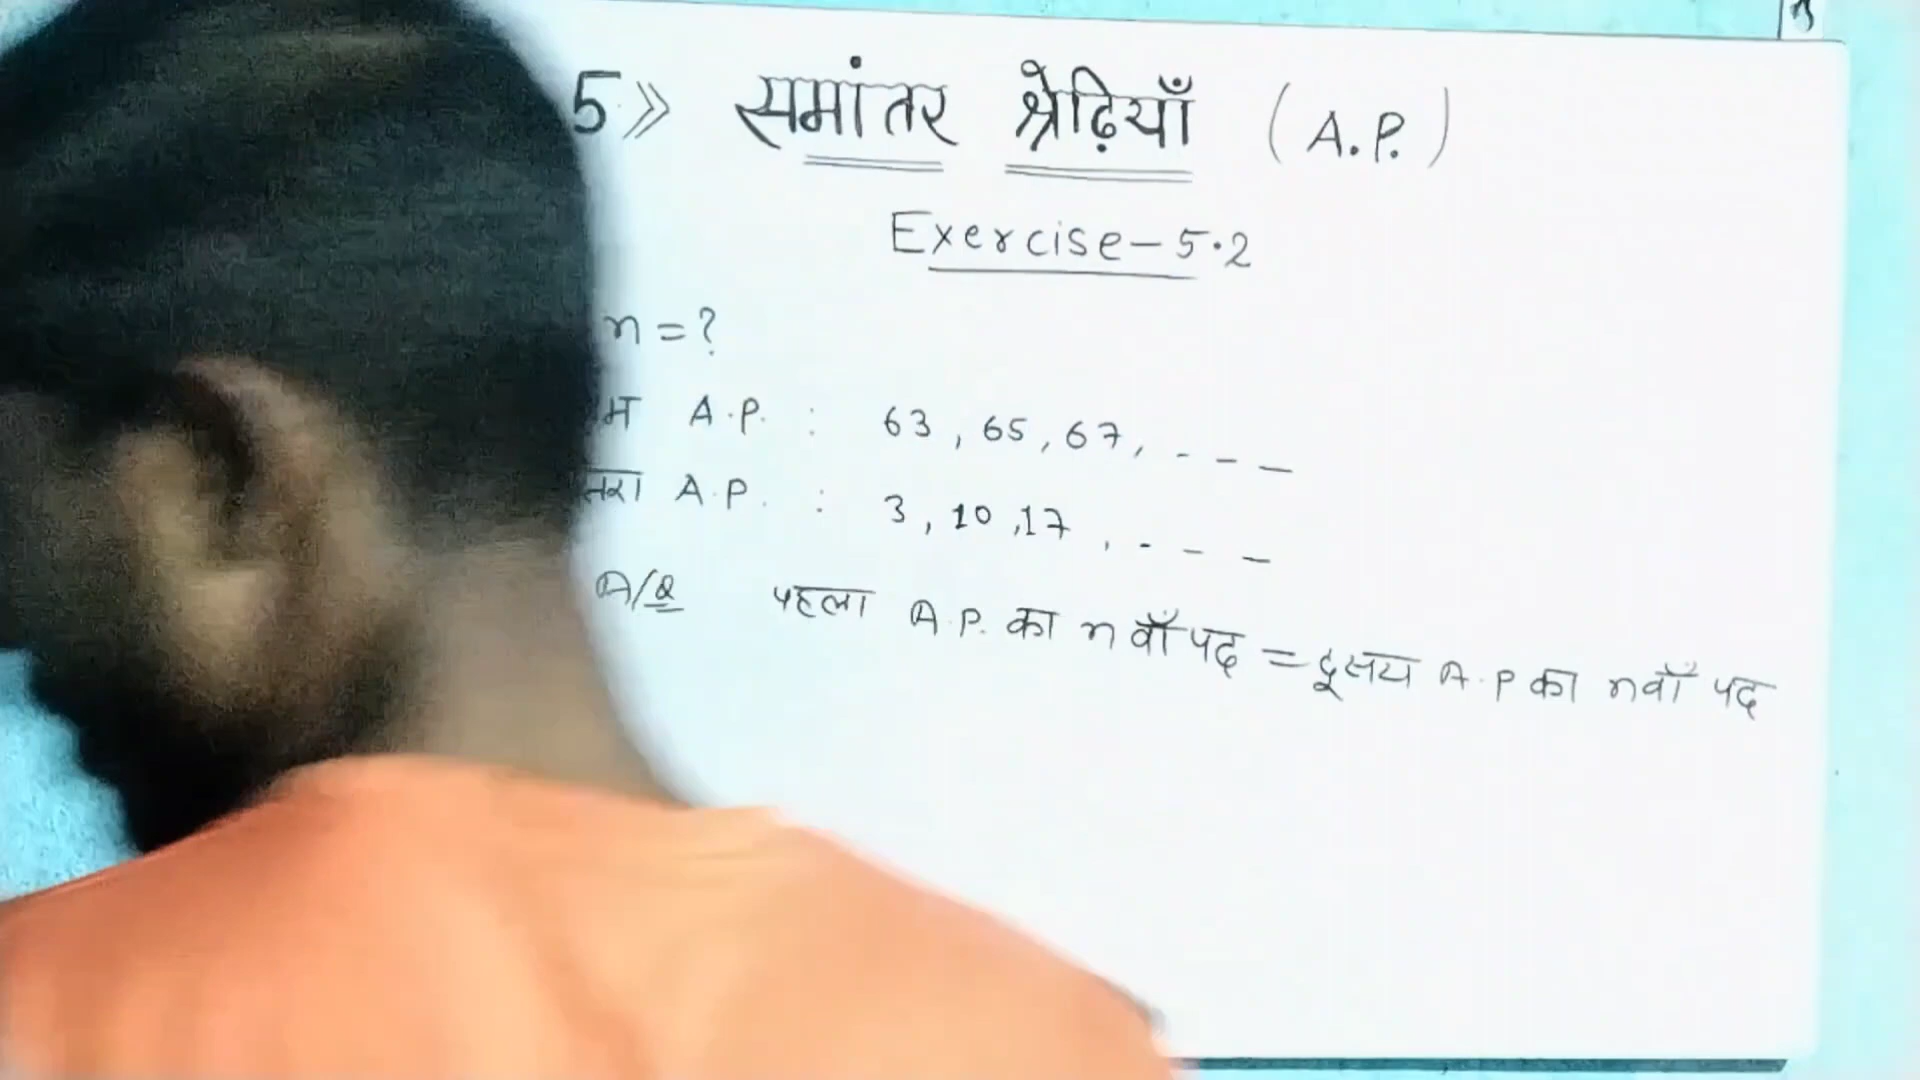 5 >> समांतर श्रेढ़ियाँ (A.P.)
Exercise-5.2
n = ?
A.P. : 63, 65, 67, - - -
A.P. : 3, 10, 17, - - -
A/Q पहला A.P. का n वाँ पद = दूसरा A.P का n वाँ पद